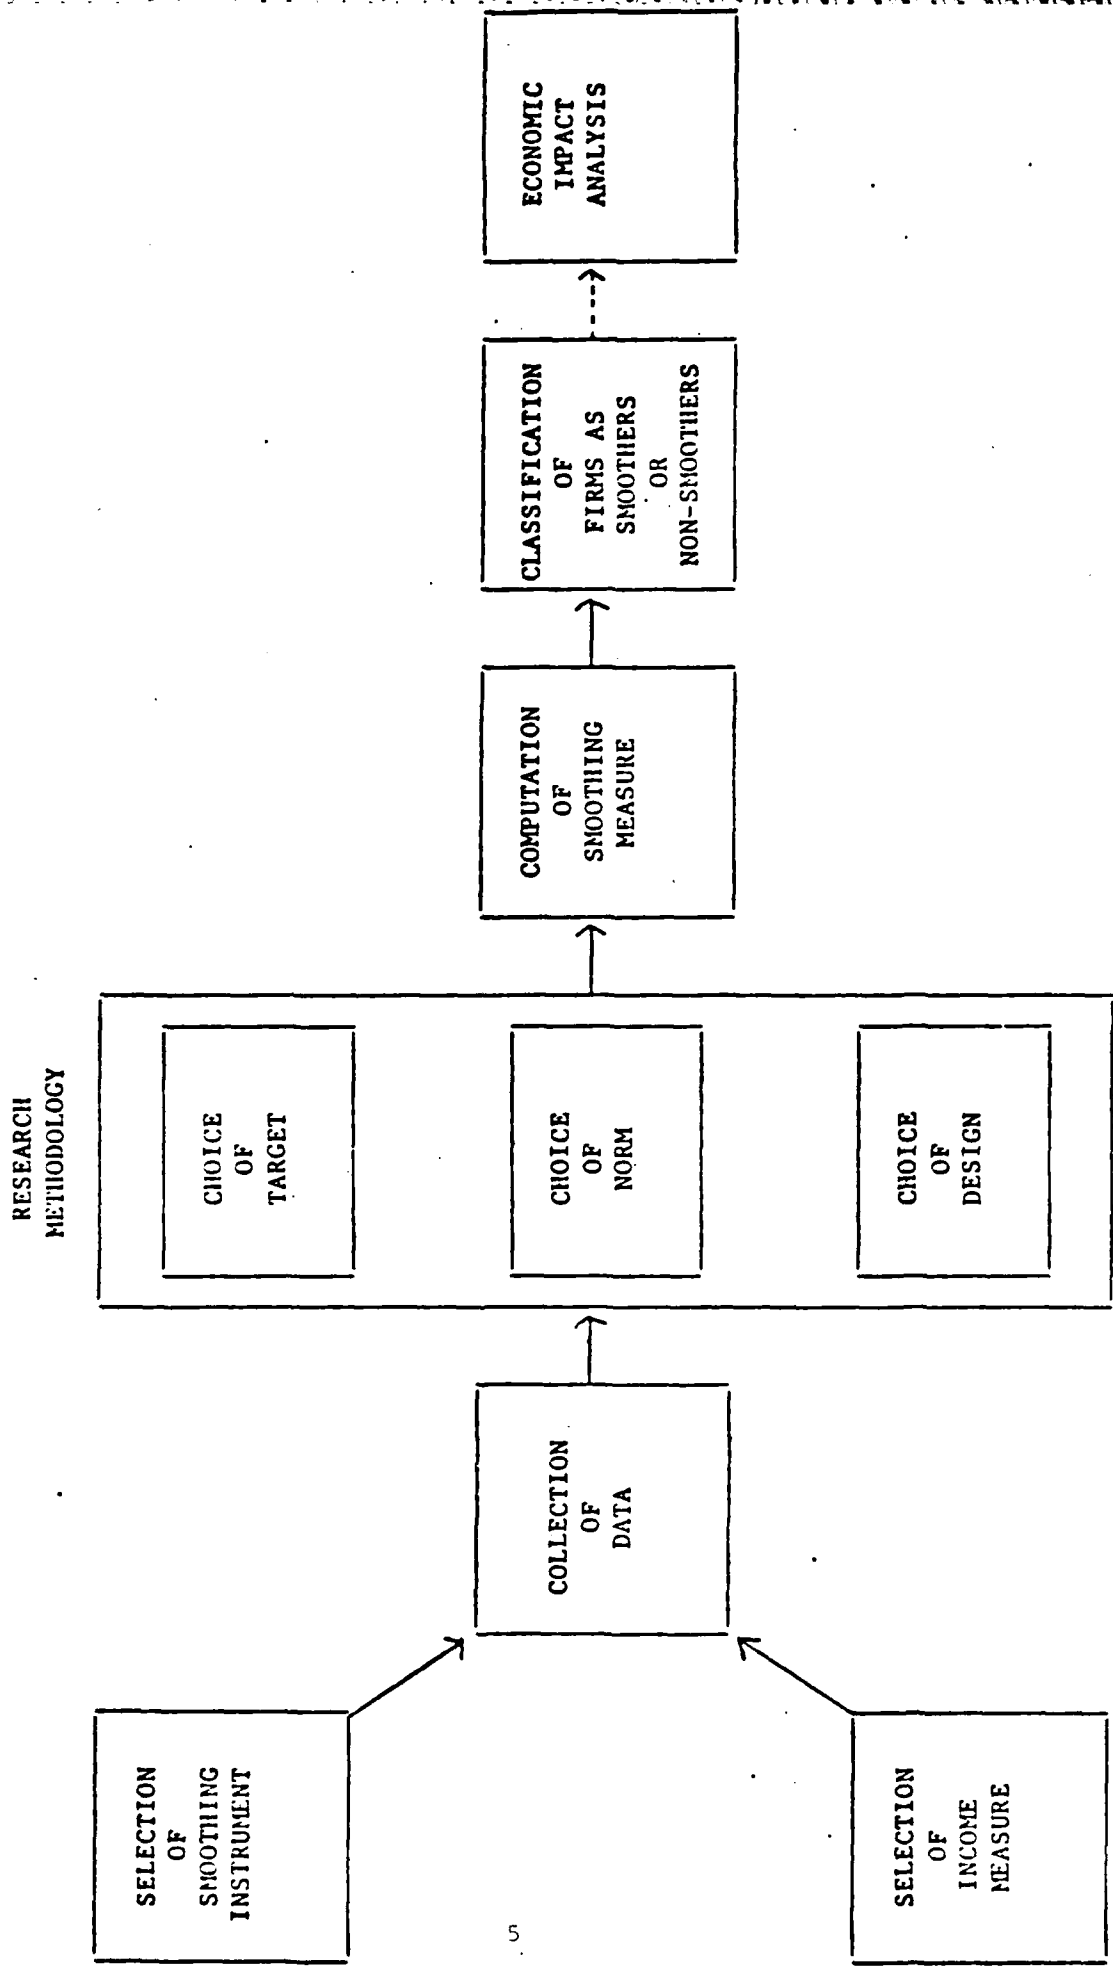 SELECTION
OF
SMOOTHING
INSTRUMENT
SELECTION
OF
INCOME
MEASURE
COLLECTION
OF
DATA
RESEARCH
METHODOLOGY
CHOICE
OF
TARGET
CHOICE
OF
NORM
CHOICE
OF
DESIGN
COMPUTATION
OF
SMOOTHING
MEASURE
CLASSIFICATION
OF
FIRMS AS
SMOOTHERS
OR
NON-SMOOTHERS
ECONOMIC
IMPACT
ANALYSIS
5